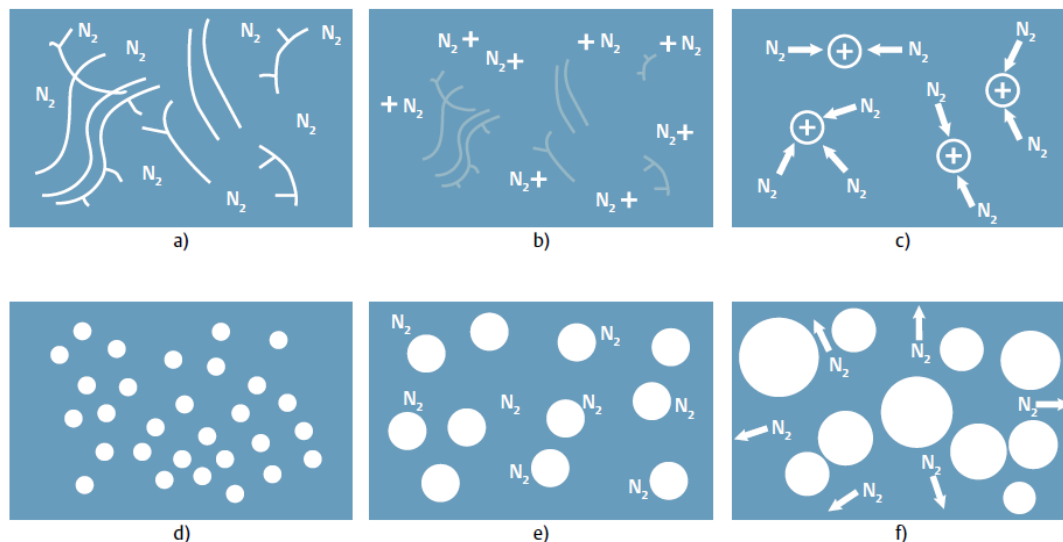 N₂ N₂ N₂ N₂ N₂ N₂ N₂ N₂
a)
N₂ + N₂ + + N₂ + N₂ + N₂ N₂ + N₂ + N₂ +
b)
N₂ + N₂ N₂ N₂ + N₂ N₂ + N₂ N₂ + N₂ N₂
c)
d)
N₂ N₂ N₂ N₂ N₂ N₂ N₂ N₂
e)
N₂ N₂ N₂ N₂ N₂ N₂
f)